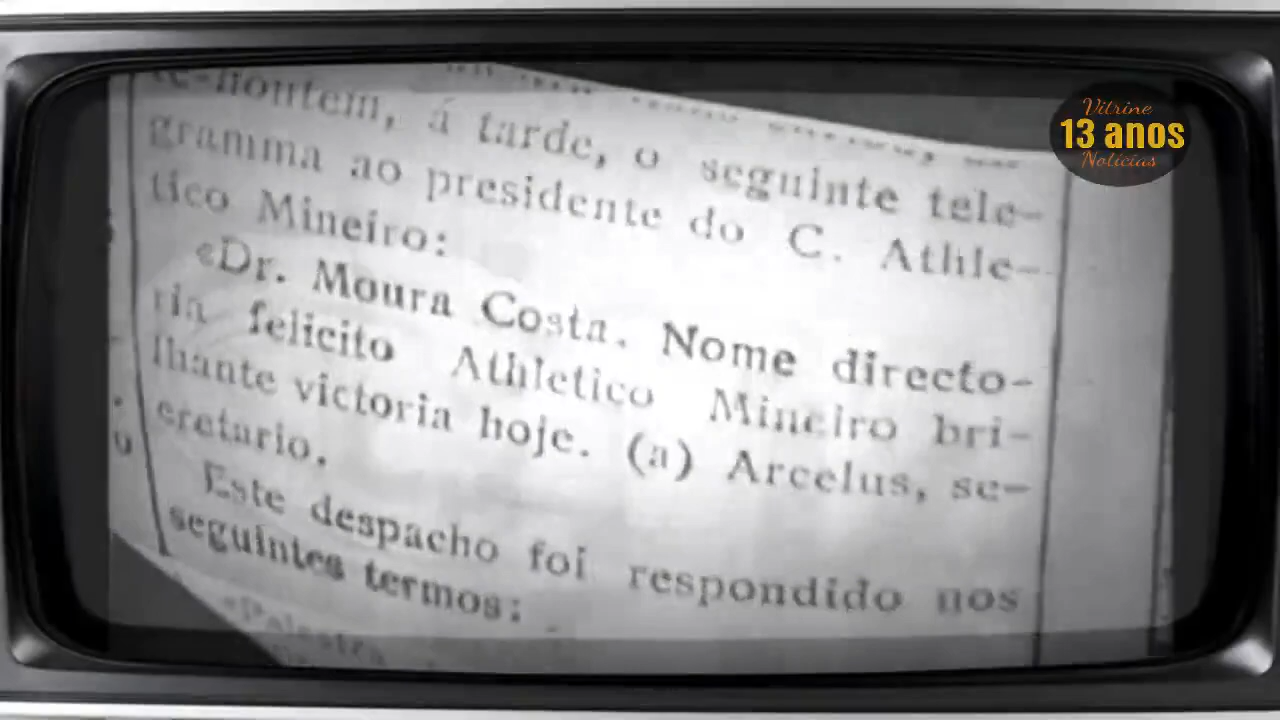 te-hontem, á tarde, o seguinte tele-
gramma ao presidente do C. Athle-
tico Mineiro:
«Dr. Moura Costa. Nome directo-
ria felicito Athletico Mineiro bri-
lhante victoria hoje. (a) Arcelus, se-
cretario.
Este despacho foi respondido nos
seguintes termos:
«Palestra
Vitrine
13 anos
Notícias